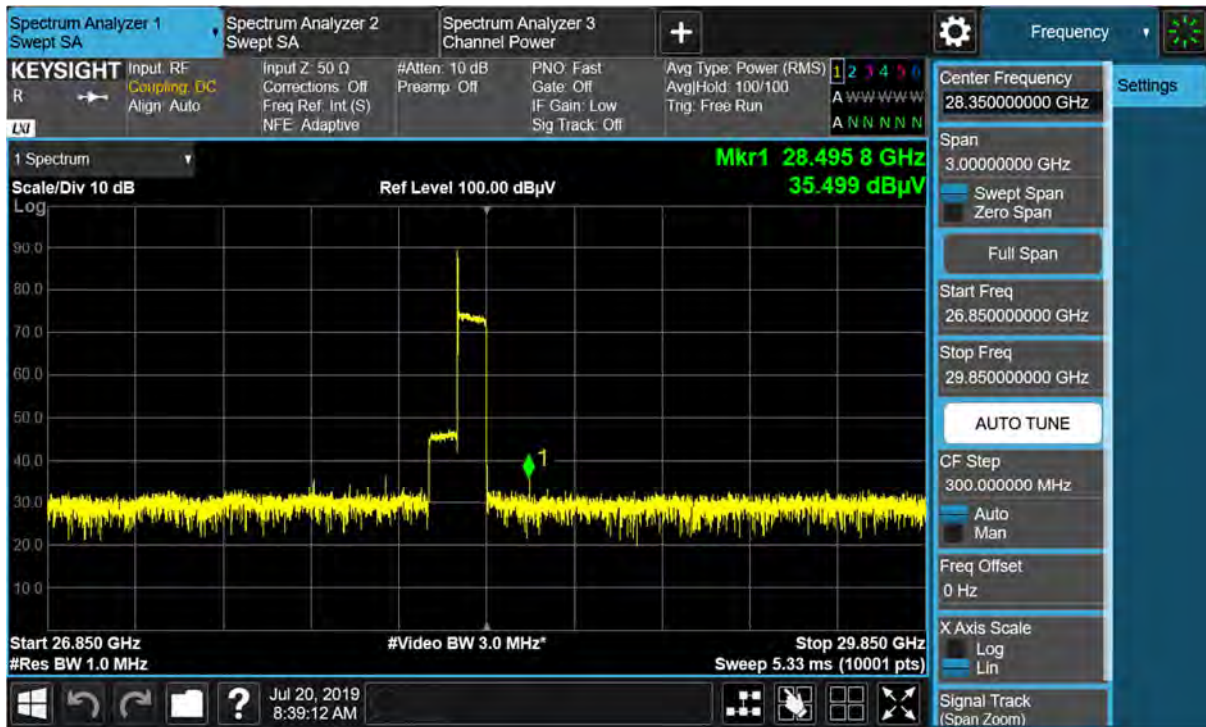 Spectrum Analyzer 1
Swept SA
Spectrum Analyzer 2
Swept SA
Spectrum Analyzer 3
Channel Power
+
Frequency
KEYSIGHT
R
LXI
Input: RF
Coupling: DC
Align: Auto
Input Z: 50 Ω
Corrections: Off
Freq Ref: Int (S)
NFE: Adaptive
#Atten: 10 dB
Preamp: Off
PNO: Fast
Gate: Off
IF Gain: Low
Sig Track: Off
Avg Type: Power (RMS)
Avg|Hold: 100/100
Trig: Free Run
1 2 3 4 5 6
A W W W W W
A N N N N N
Center Frequency
28.350000000 GHz
Settings
1 Spectrum
Scale/Div 10 dB
Log
Ref Level 100.00 dBµV
Mkr1 28.495 8 GHz
35.499 dBµV
90.0
80.0
70.0
60.0
50.0
40.0
30.0
20.0
10.0
1
Start 26.850 GHz
#Res BW 1.0 MHz
#Video BW 3.0 MHz*
Stop 29.850 GHz
Sweep 5.33 ms (10001 pts)
Span
3.00000000 GHz
Swept Span
Zero Span
Full Span
Start Freq
26.850000000 GHz
Stop Freq
29.850000000 GHz
AUTO TUNE
CF Step
300.000000 MHz
Auto
Man
Freq Offset
0 Hz
X Axis Scale
Log
Lin
Signal Track
(Span Zoom)
?
Jul 20, 2019
8:39:12 AM